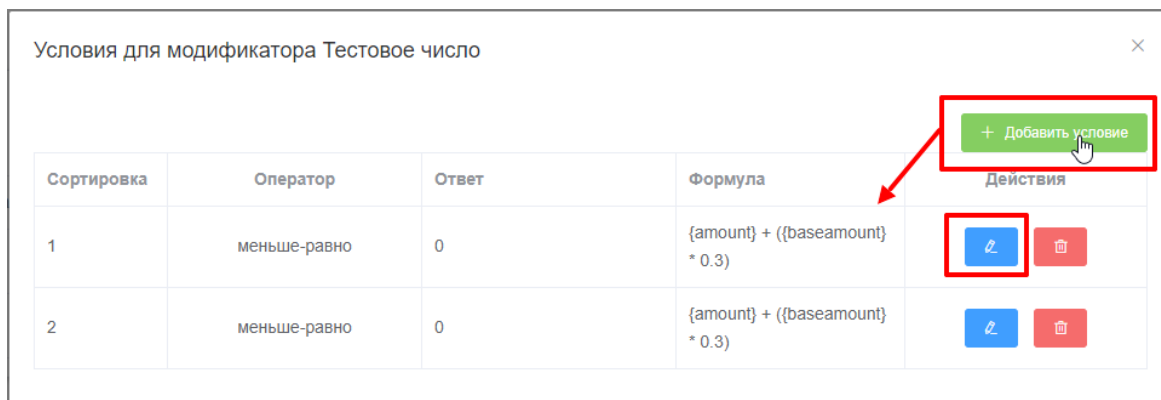 Условия для модификатора Тестовое число
+ Добавить условие
Сортировка Оператор Ответ Формула Действия
1 меньше-равно 0 {amount} + ({baseamount}
* 0.3)
2 меньше-равно 0 {amount} + ({baseamount}
* 0.3)